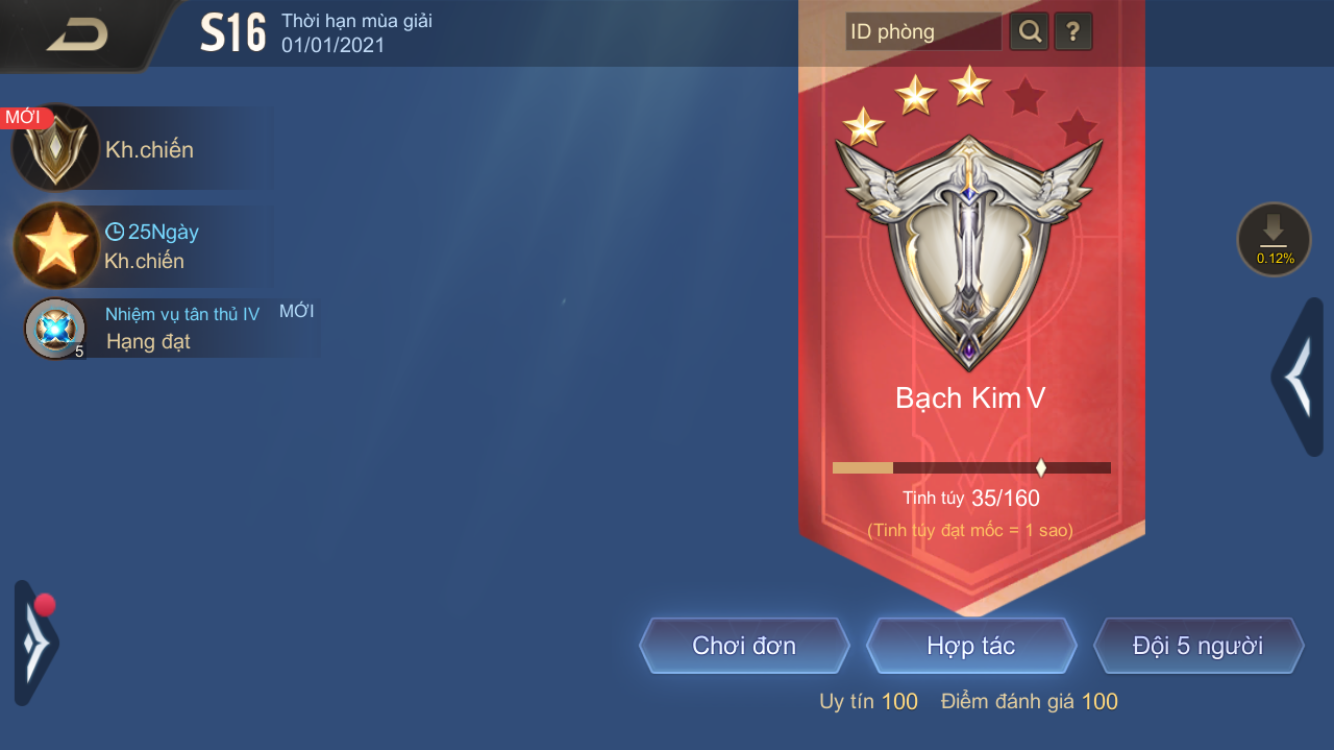 S16
Thời hạn mùa giải
01/01/2021
ID phòng
?
MỚI
Kh.chiến
25Ngày
Kh.chiến
Nhiệm vụ tân thủ IV MỚI
Hạng đạt
5
0.12%
Bạch Kim V
Tinh túy 35/160
(Tinh túy đạt mốc = 1 sao)
Chơi đơn
Hợp tác
Đội 5 người
Uy tín 100 Điểm đánh giá 100